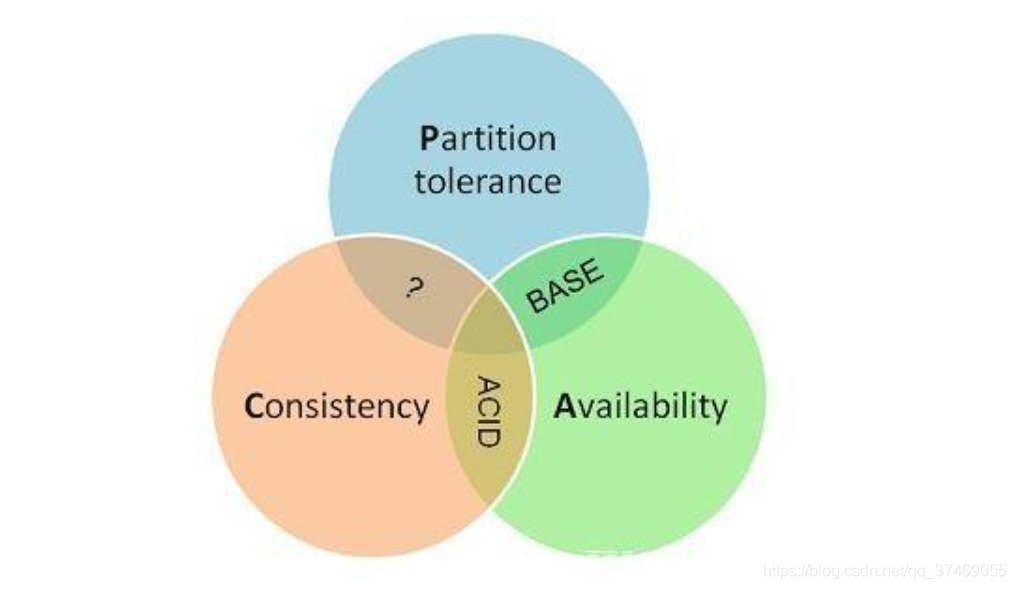 Partition
tolerance
?
BASE
Consistency
ACID
Availability
https://blog.csdn.net/qq_37469055